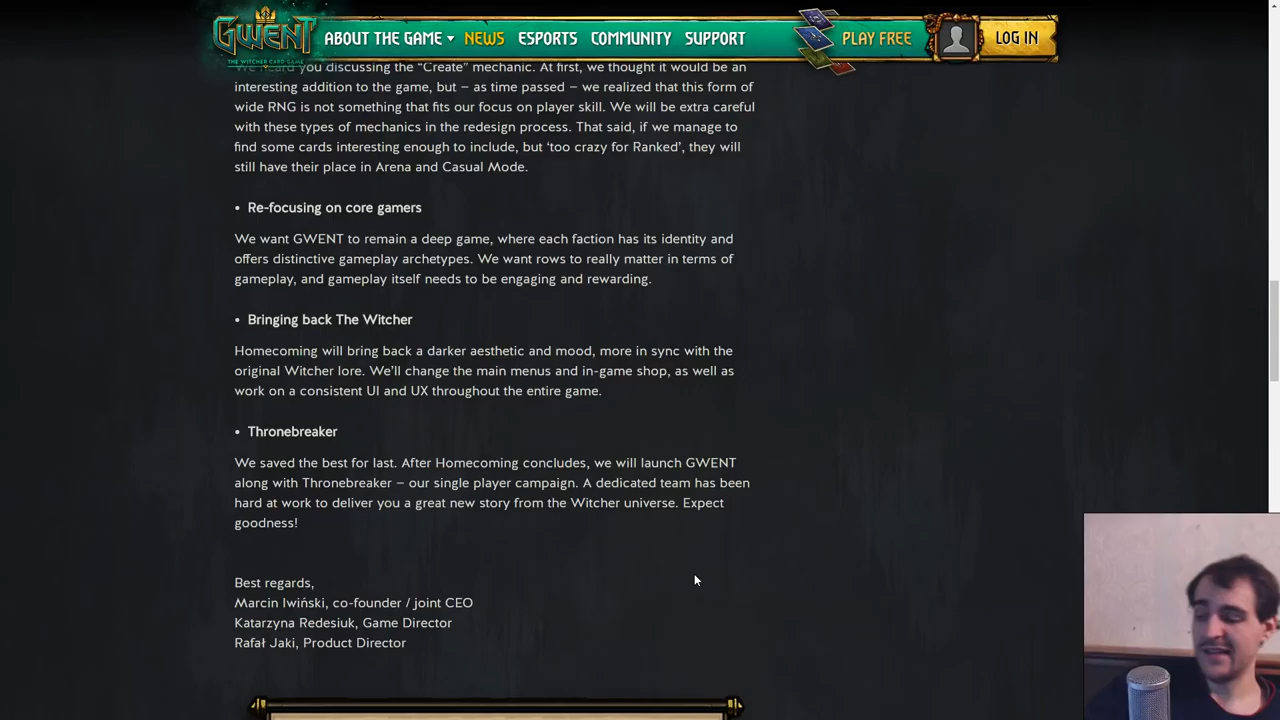 GWENT
THE WITCHER CARD GAME
ABOUT THE GAME NEWS ESPORTS COMMUNITY SUPPORT PLAY FREE LOG IN
We heard you discussing the “Create” mechanic. At first, we thought it would be an
interesting addition to the game, but – as time passed – we realized that this form of
wide RNG is not something that fits our focus on player skill. We will be extra careful
with these types of mechanics in the redesign process. That said, if we manage to
find some cards interesting enough to include, but ‘too crazy for Ranked’, they will
still have their place in Arena and Casual Mode.
• Re-focusing on core gamers
We want GWENT to remain a deep game, where each faction has its identity and
offers distinctive gameplay archetypes. We want rows to really matter in terms of
gameplay, and gameplay itself needs to be engaging and rewarding.
• Bringing back The Witcher
Homecoming will bring back a darker aesthetic and mood, more in sync with the
original Witcher lore. We’ll change the main menus and in-game shop, as well as
work on a consistent UI and UX throughout the entire game.
• Thronebreaker
We saved the best for last. After Homecoming concludes, we will launch GWENT
along with Thronebreaker – our single player campaign. A dedicated team has been
hard at work to deliver you a great new story from the Witcher universe. Expect
goodness!
Best regards,
Marcin Iwiński, co-founder / joint CEO
Katarzyna Redesiuk, Game Director
Rafał Jaki, Product Director